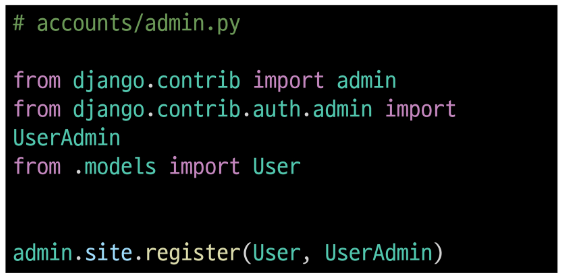 # accounts/admin.py
from django.contrib import admin
from django.contrib.auth.admin import
UserAdmin
from .models import User
admin.site.register(User, UserAdmin)